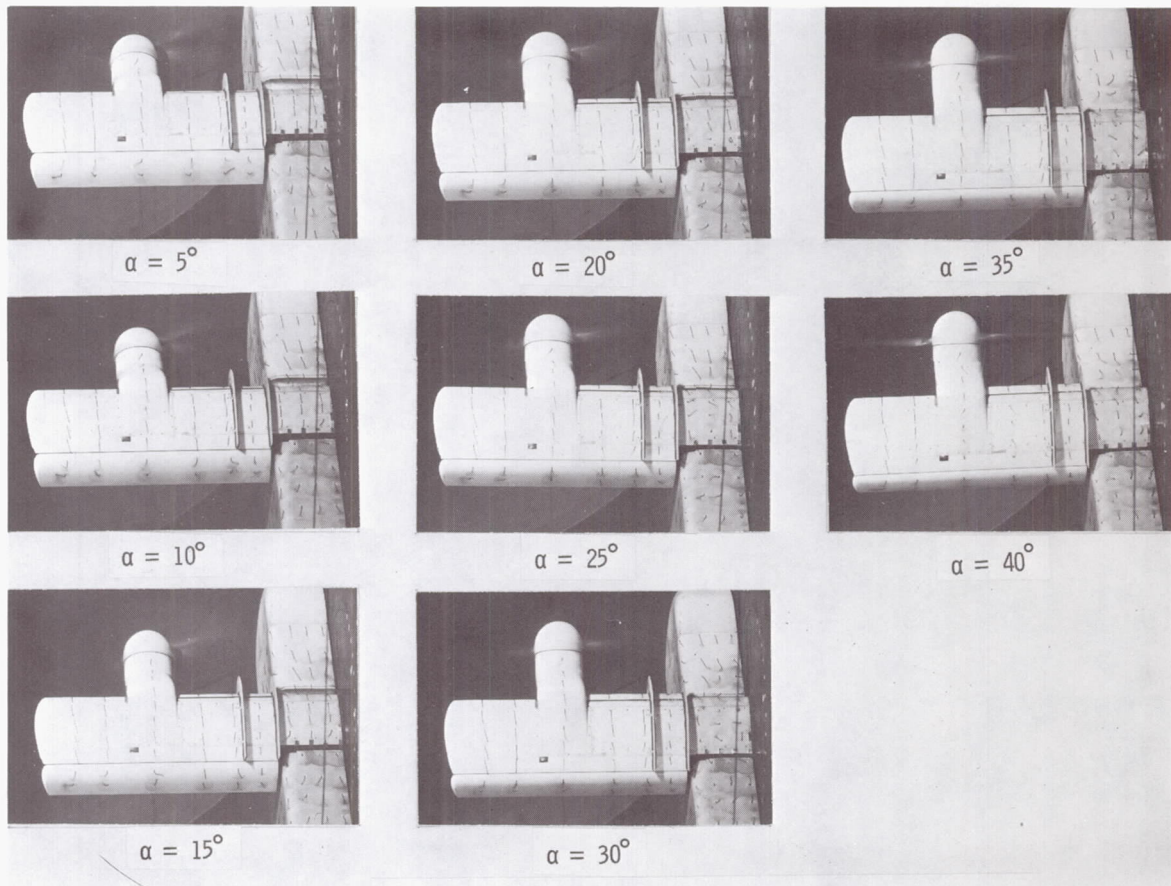 α = 5°
α = 20°
α = 35°
α = 10°
α = 25°
α = 40°
α = 15°
α = 30°